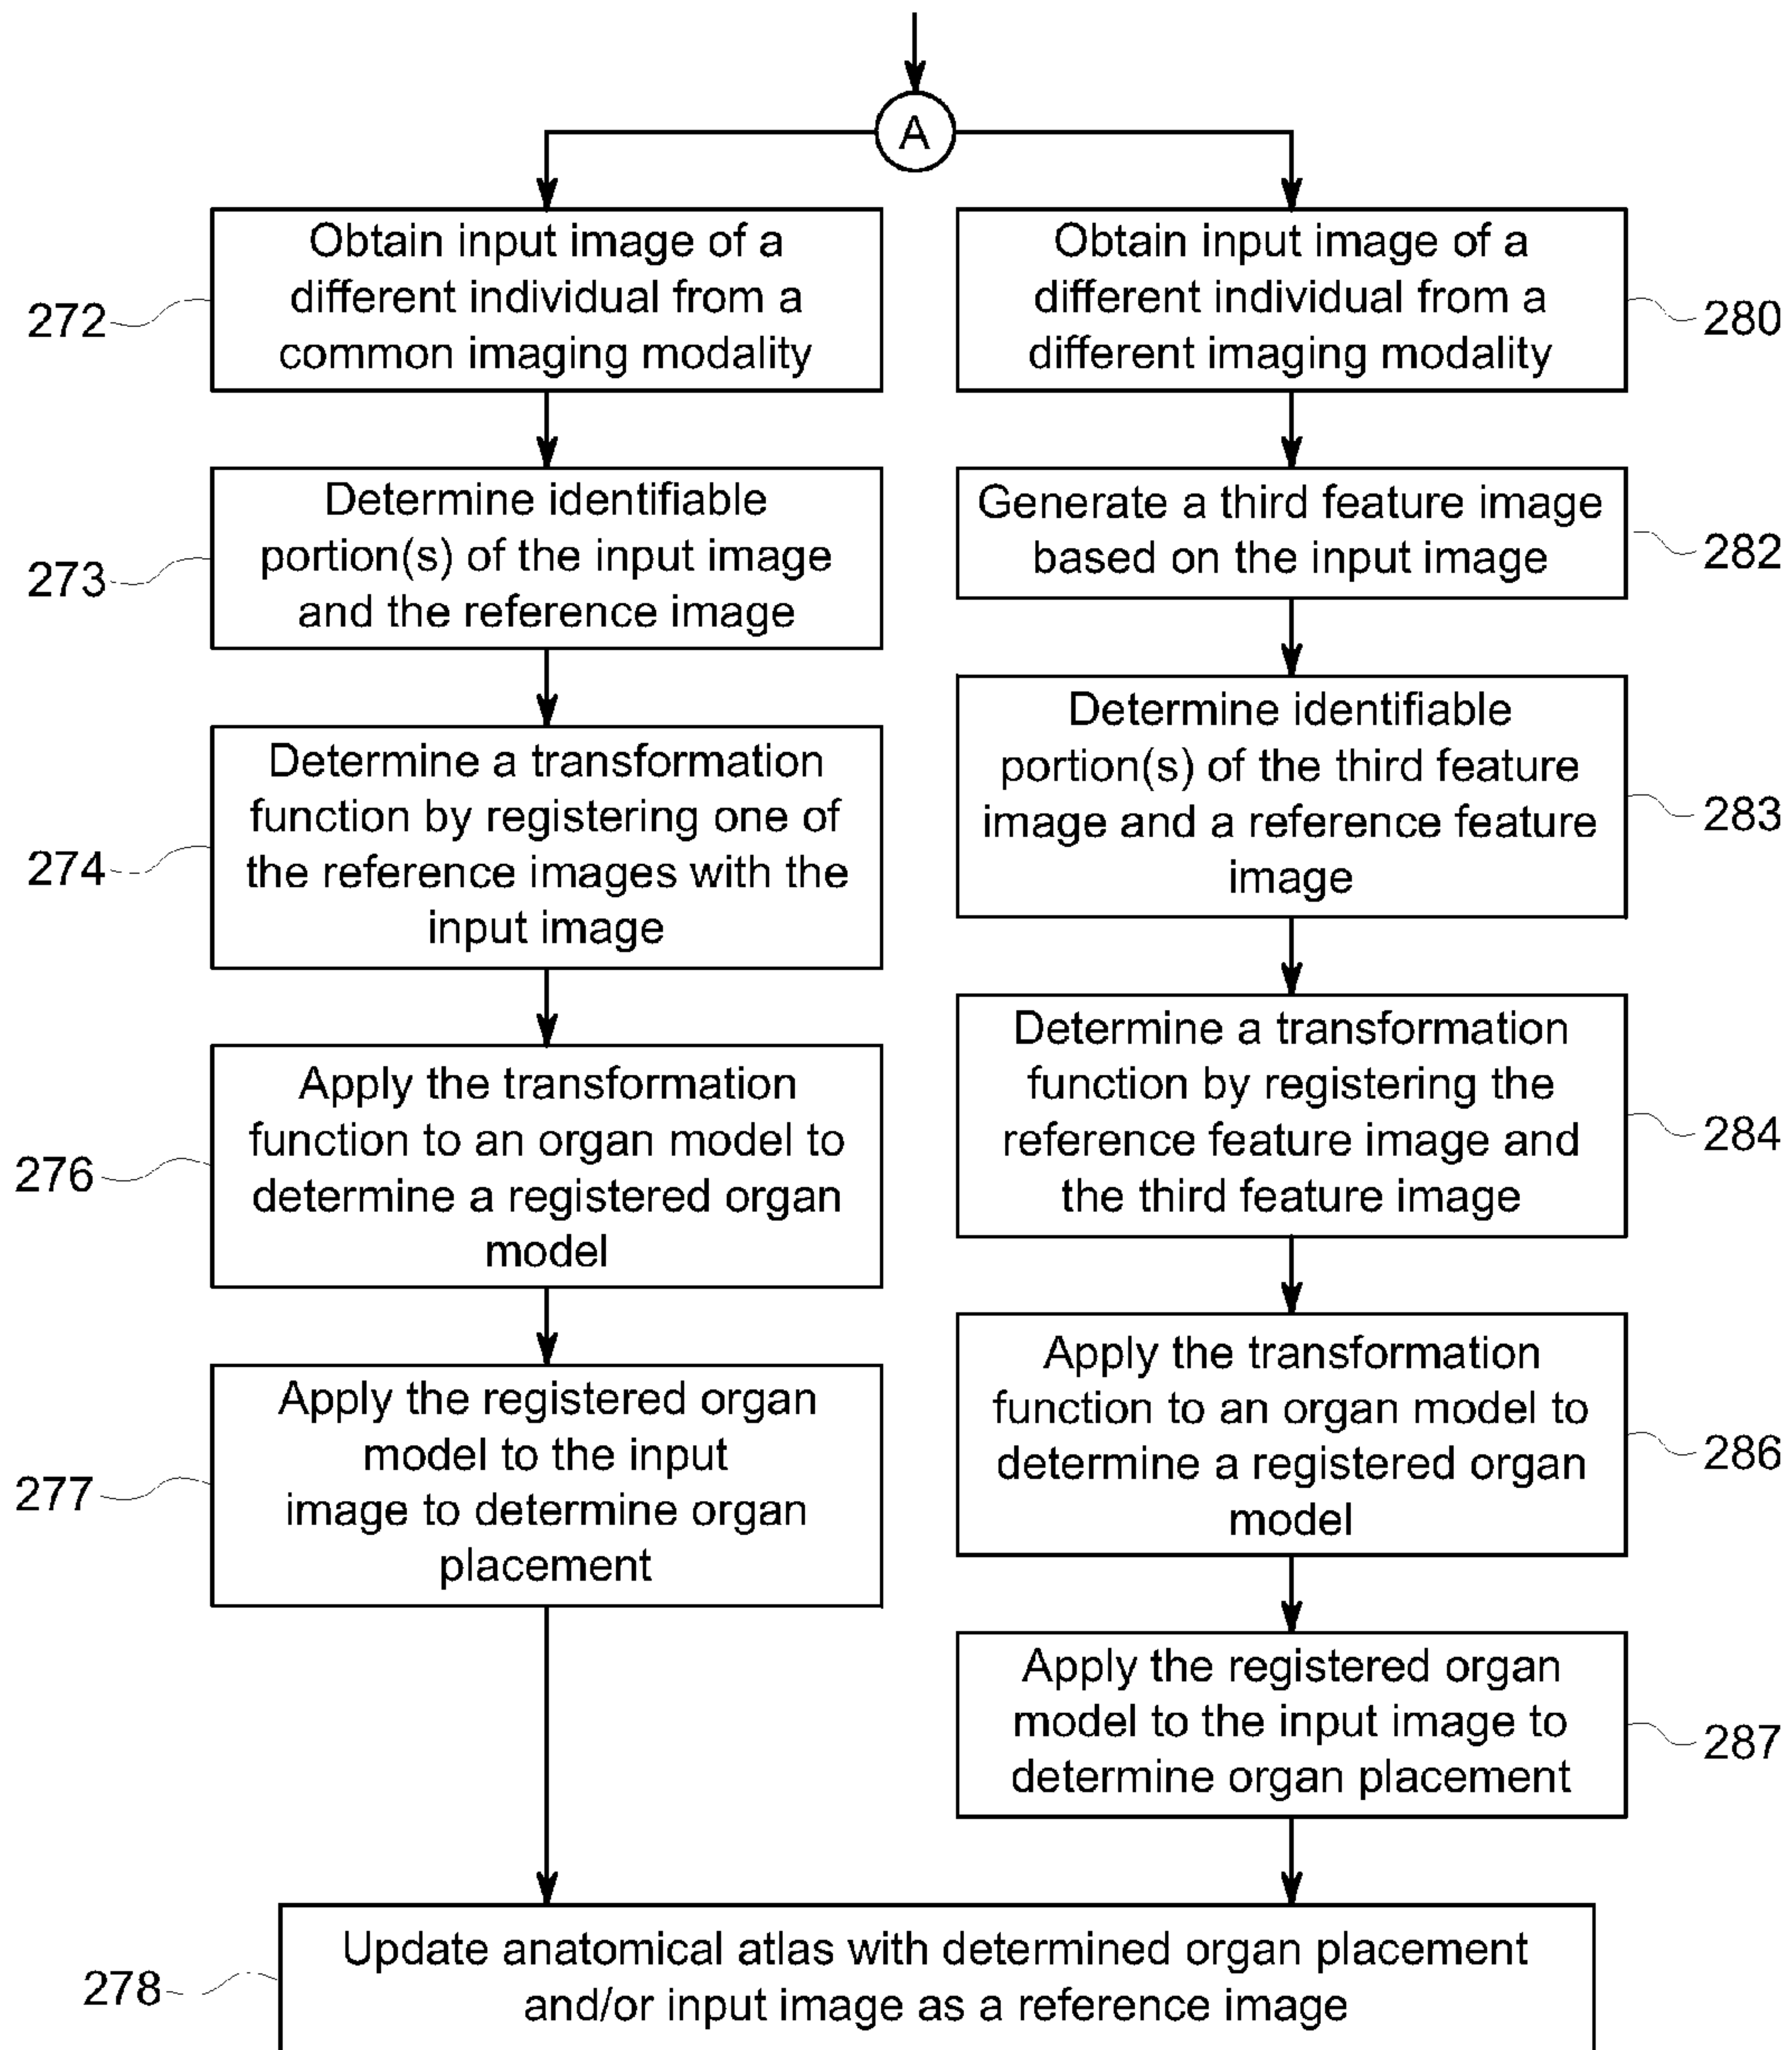 A
272
Obtain input image of a
different individual from a
common imaging modality
273
Determine identifiable
portion(s) of the input image
and the reference image
274
Determine a transformation
function by registering one of
the reference images with the
input image
276
Apply the transformation
function to an organ model to
determine a registered organ
model
277
Apply the registered organ
model to the input
image to determine organ
placement
Obtain input image of a
different individual from a
different imaging modality
280
Generate a third feature image
based on the input image
282
Determine identifiable
portion(s) of the third feature
image and a reference feature
image
283
Determine a transformation
function by registering the
reference feature image and
the third feature image
284
Apply the transformation
function to an organ model to
determine a registered organ
model
286
Apply the registered organ
model to the input image to
determine organ placement
287
278
Update anatomical atlas with determined organ placement
and/or input image as a reference image